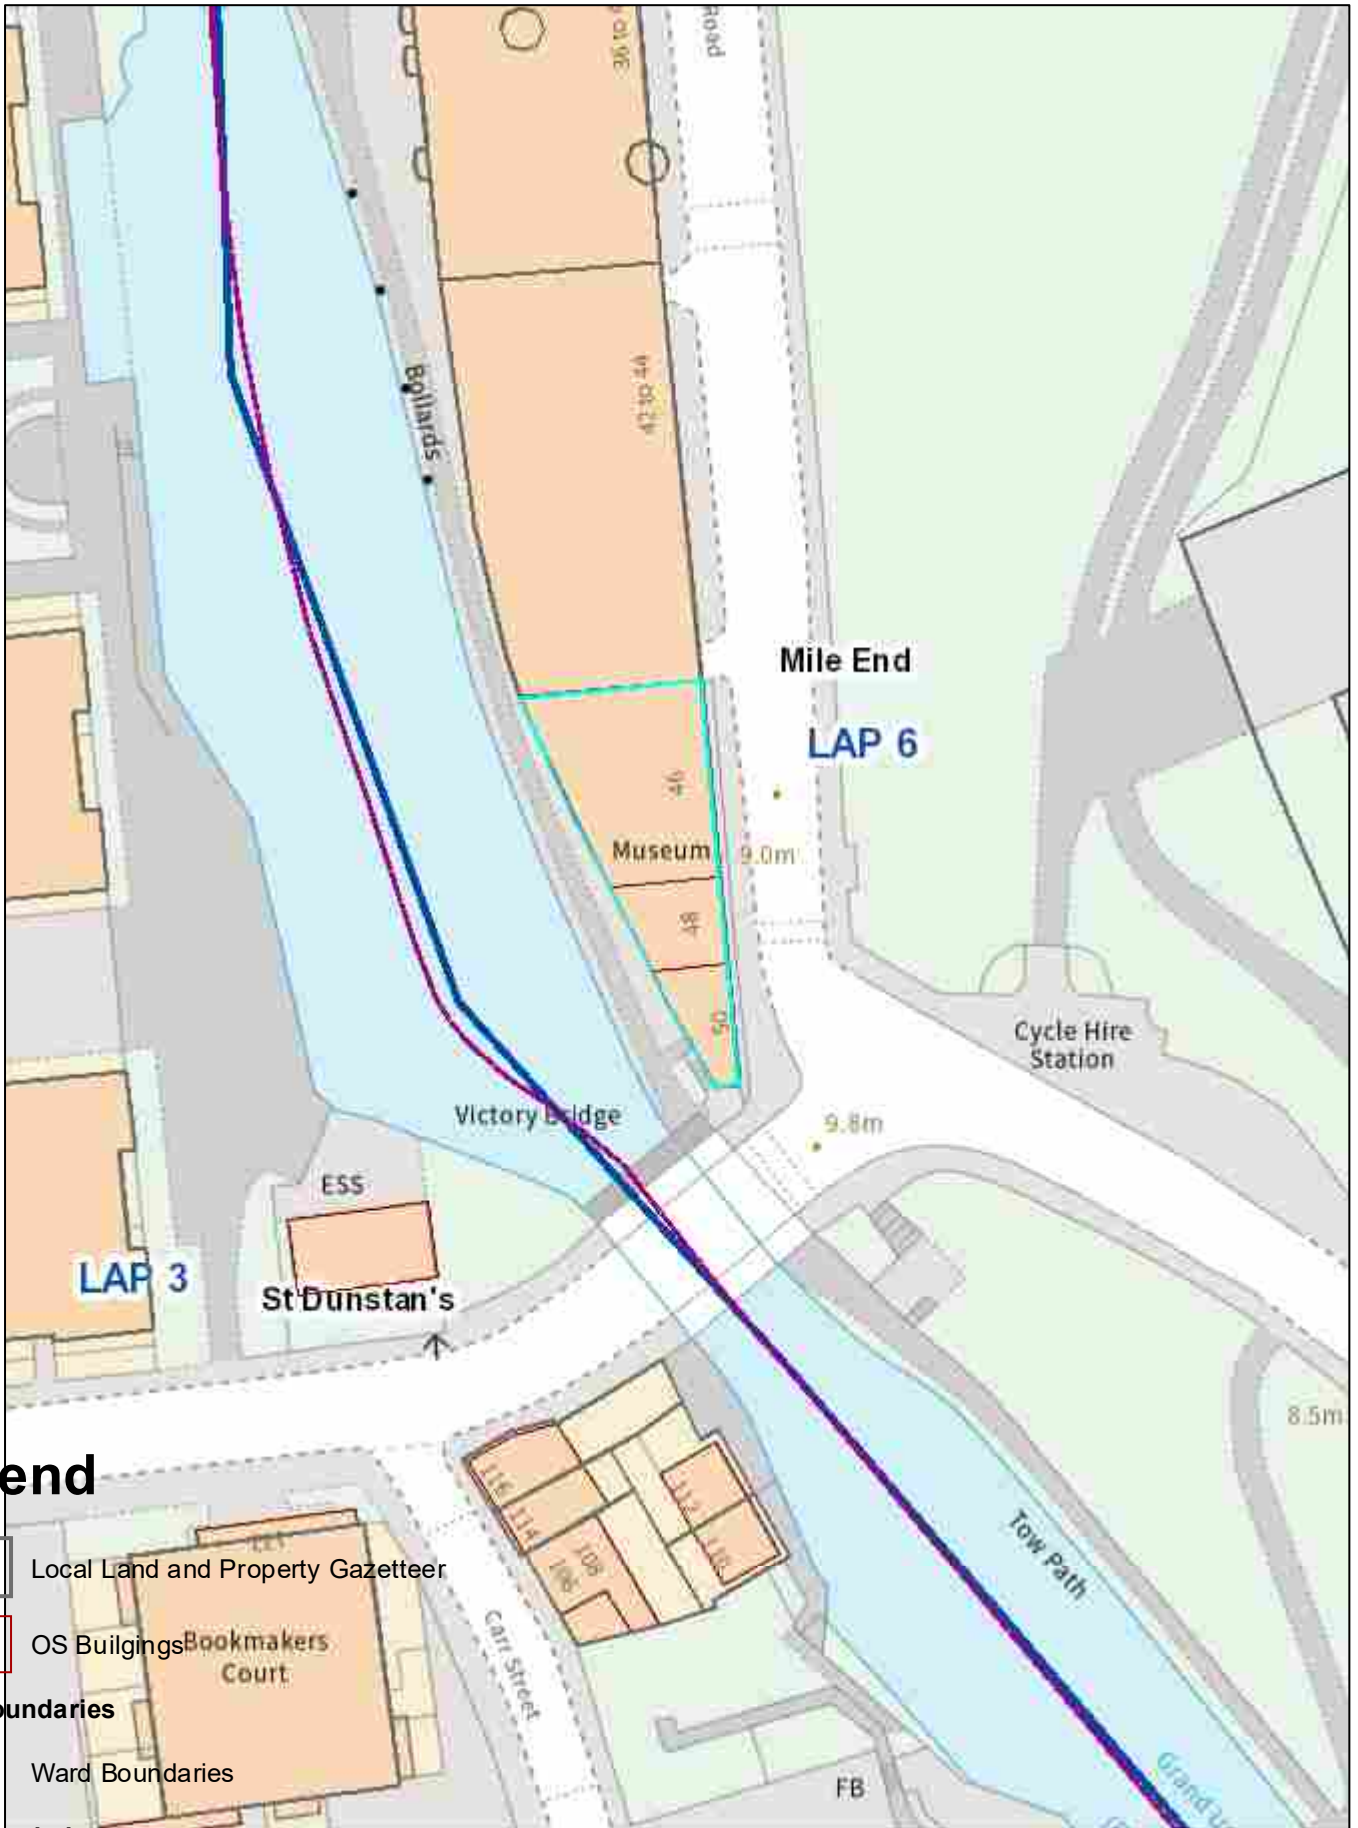 Road
36 to
Bollards
42 to 44
Mile End
LAP 6
46
Museum
9.0m
48
50
Cycle Hire
Station
Victory Bridge
9.8m
ESS
LAP 3
St Dunstan's
8.5m
end
116
114
112
110
108
106
Tow Path
Local Land and Property Gazetteer
OS Builgings
Bookmakers
Court
Carr Street
oundaries
Ward Boundaries
FB
Grand U